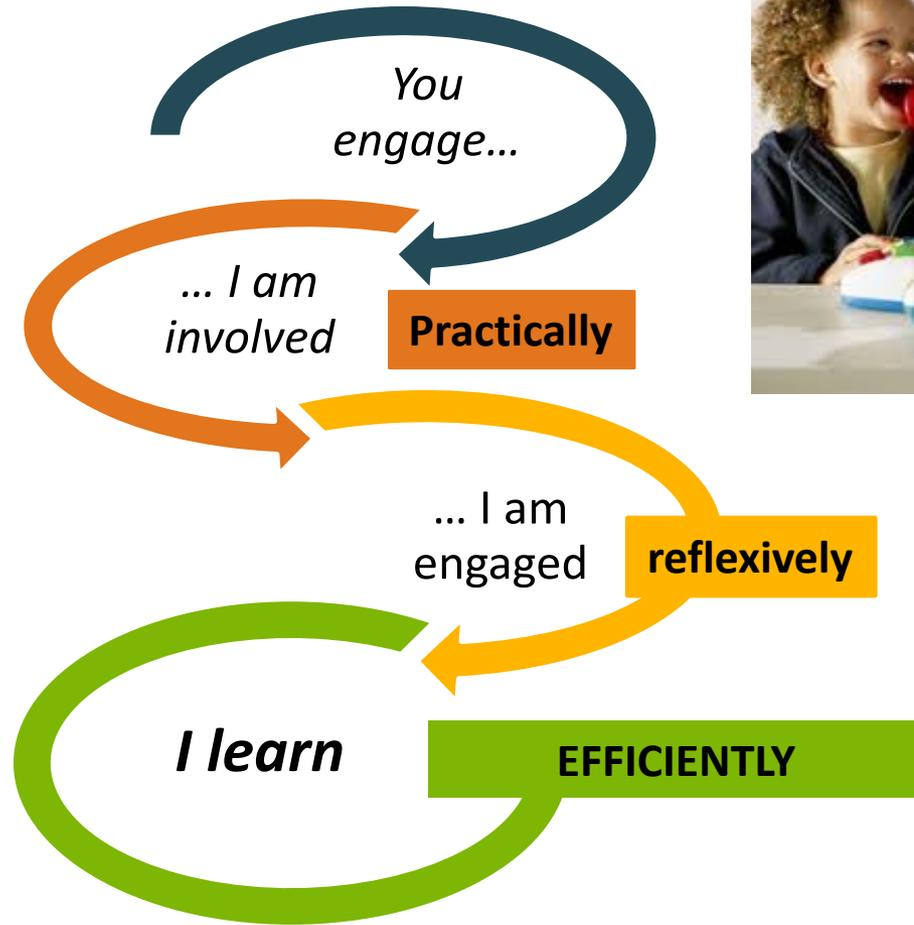 You
engage…
… I am
involved
Practically
… I am
engaged
reflexively
I learn
EFFICIENTLY